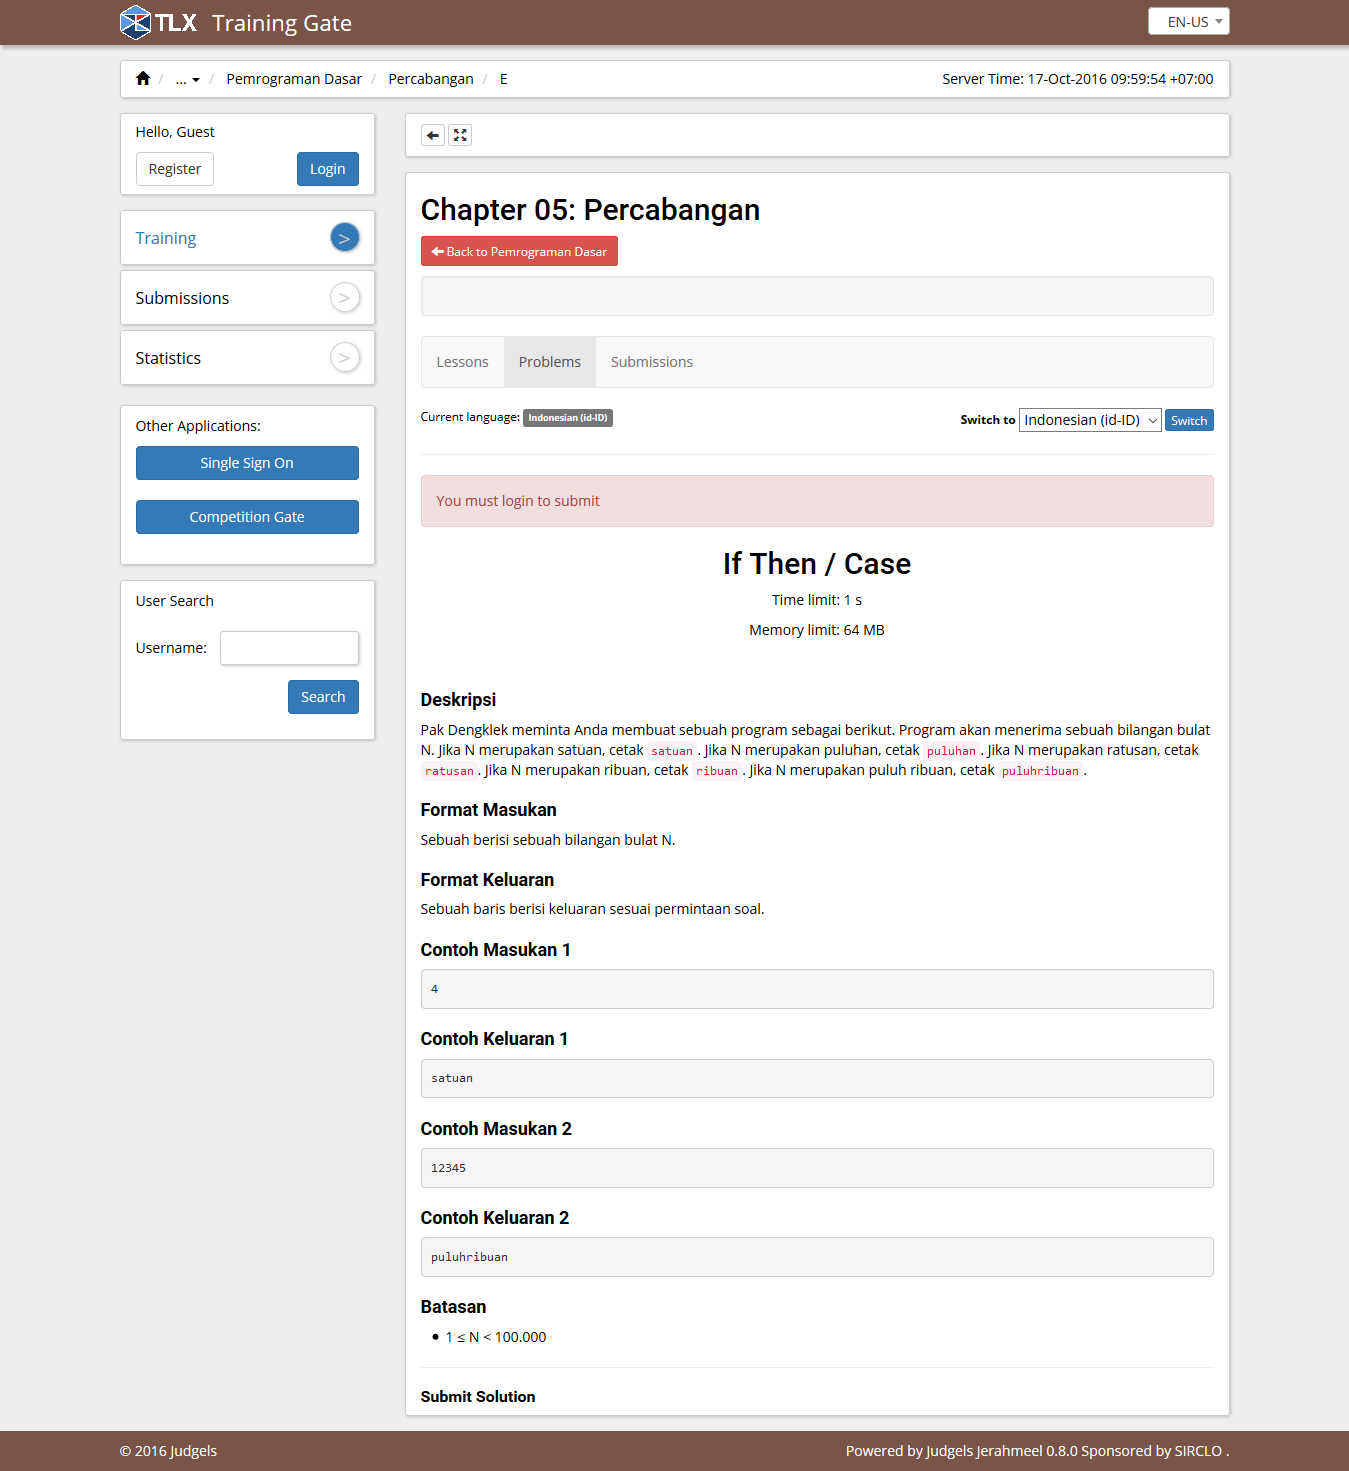 TLX Training Gate
EN-US
... Pemrograman Dasar / Percabangan / E
Server Time: 17-Oct-2016 09:59:54 +07:00
Hello, Guest
Register Login
Training >
Submissions >
Statistics >
Other Applications:
Single Sign On
Competition Gate
User Search
Username:
Search
Chapter 05: Percabangan
Back to Pemrograman Dasar
Lessons Problems Submissions
Current language: Indonesian (id-ID)
Switch to Indonesian (id-ID) Switch
You must login to submit
If Then / Case
Time limit: 1 s
Memory limit: 64 MB
Deskripsi
Pak Dengklek meminta Anda membuat sebuah program sebagai berikut. Program akan menerima sebuah bilangan bulat
N. Jika N merupakan satuan, cetak satuan. Jika N merupakan puluhan, cetak puluhan. Jika N merupakan ratusan, cetak
ratusan. Jika N merupakan ribuan, cetak ribuan. Jika N merupakan puluh ribuan, cetak puluhribuan.
Format Masukan
Sebuah berisi sebuah bilangan bulat N.
Format Keluaran
Sebuah baris berisi keluaran sesuai permintaan soal.
Contoh Masukan 1
4
Contoh Keluaran 1
satuan
Contoh Masukan 2
12345
Contoh Keluaran 2
puluhribuan
Batasan
• 1 ≤ N < 100.000
Submit Solution
© 2016 Judgels
Powered by Judgels Jerahmeel 0.8.0 Sponsored by SIRCLO .